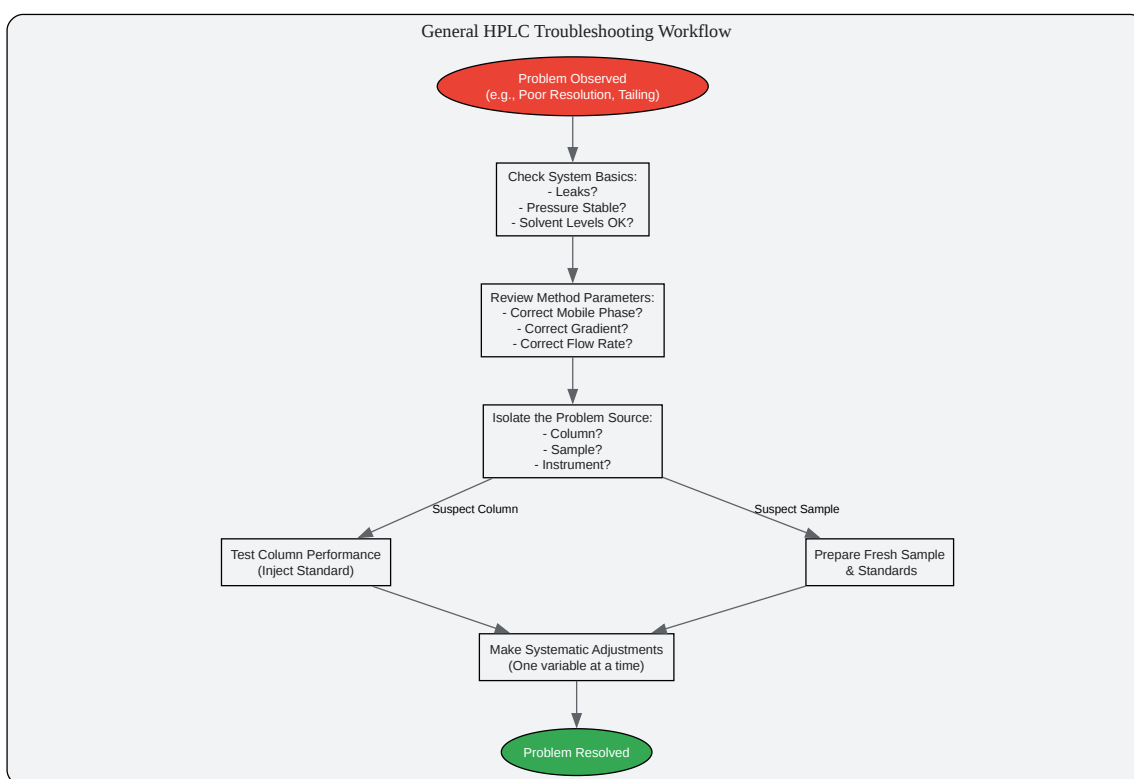 General HPLC Troubleshooting Workflow
Problem Observed
(e.g., Poor Resolution, Tailing)
Check System Basics:
- Leaks?
- Pressure Stable?
- Solvent Levels OK?
Review Method Parameters:
- Correct Mobile Phase?
- Correct Gradient?
- Correct Flow Rate?
Isolate the Problem Source:
- Column?
- Sample?
- Instrument?
Suspect Column
Suspect Sample
Test Column Performance
(Inject Standard)
Prepare Fresh Sample
& Standards
Make Systematic Adjustments
(One variable at a time)
Problem Resolved